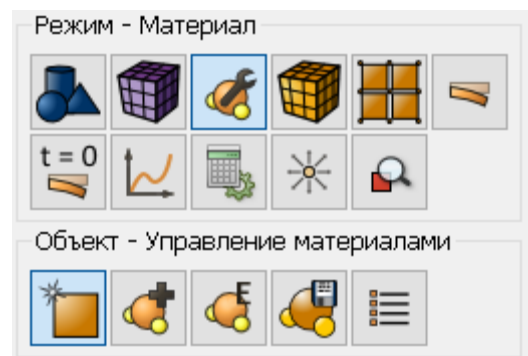 Режим - Материал
t = 0
Объект - Управление материалами
E